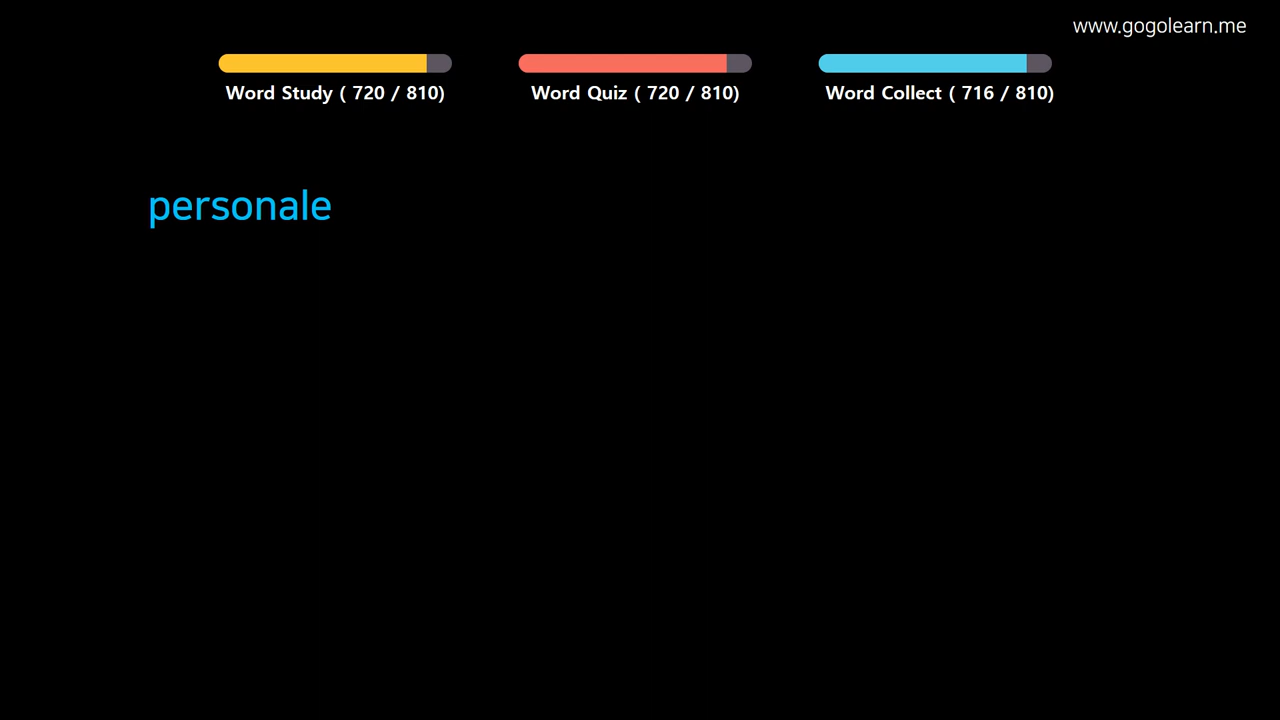 www.gogolearn.me
Word Study ( 720 / 810)
Word Quiz ( 720 / 810)
Word Collect ( 716 / 810)
personale